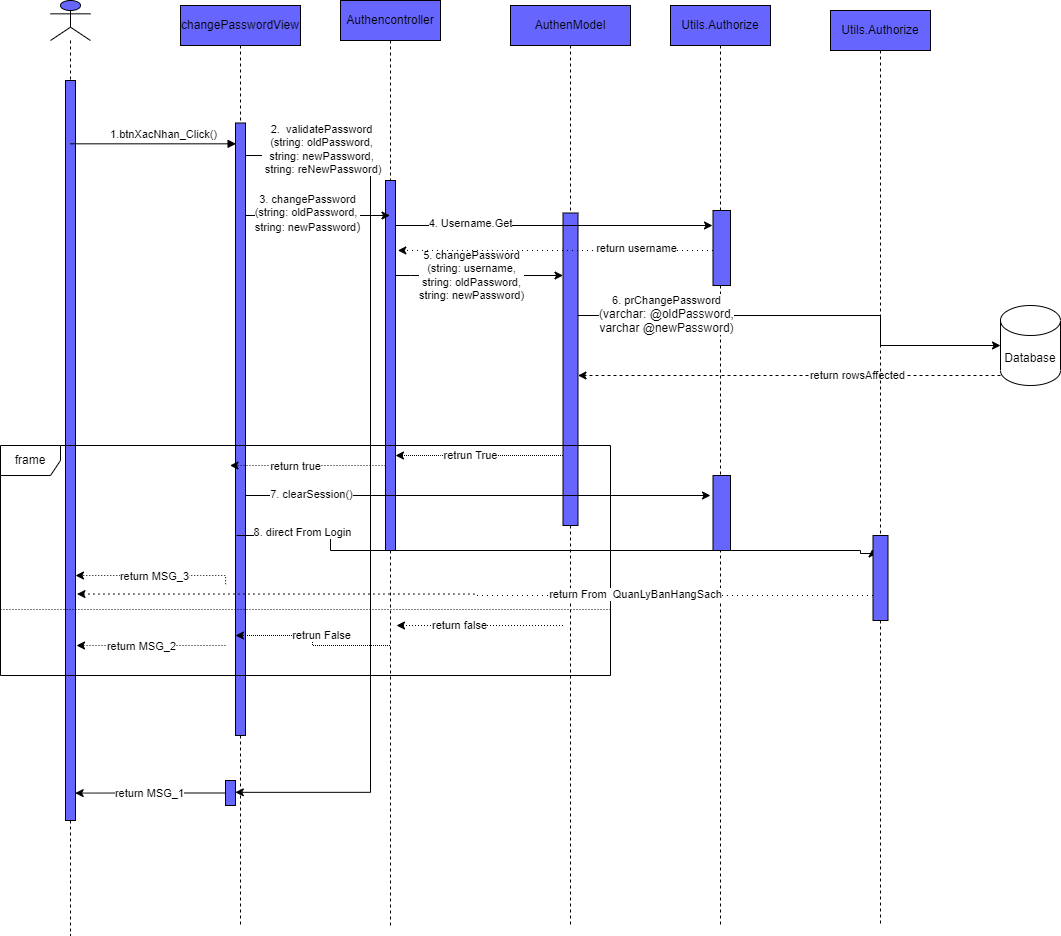 changePasswordView
Authencontroller
AuthenModel
Utils.Authorize
Utils.Authorize
1.btnXacNhan_Click()
2. validatePassword
(string: oldPassword,
string: newPassword,
string: reNewPassword)
3. changePassword
(string: oldPassword,
string: newPassword)
4. Username.Get
return username
5. changePassword
(string: username,
string: oldPassword,
string: newPassword)
6. prChangePassword
(varchar: @oldPassword,
varchar @newPassword)
Database
return rowsAffected
frame
retrun True
return true
7. clearSession()
8. direct From Login
return MSG_3
return From QuanLyBanHangSach
return false
retrun False
return MSG_2
return MSG_1